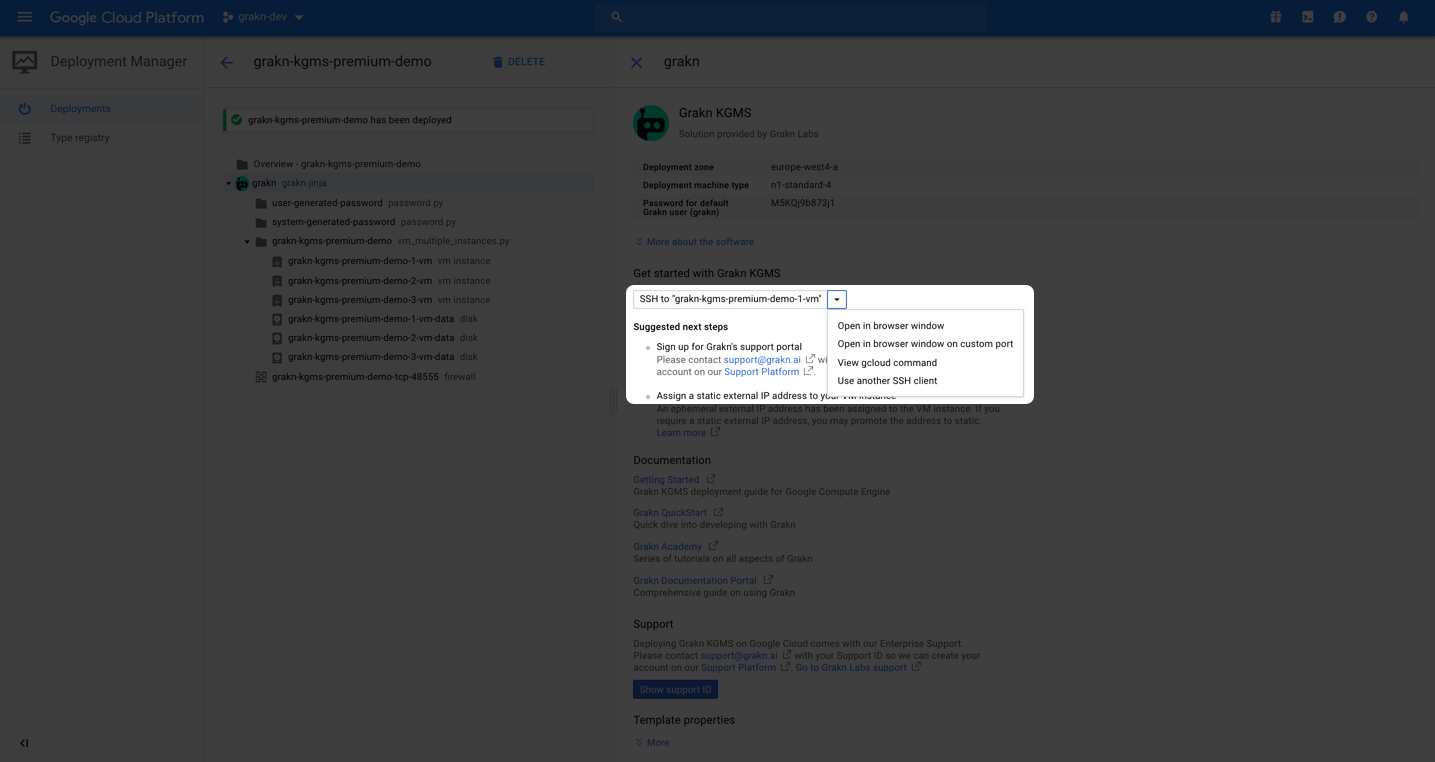 Google Cloud Platform
grakn-dev
Deployment Manager
Deployments
Type registry
grakn-kgms-premium-demo
DELETE
grakn-kgms-premium-demo has been deployed
Overview - grakn-kgms-premium-demo
grakn grakn.jinja
user-generated-password password.py
system-generated-password password.py
grakn-kgms-premium-demo vm_multiple_instances.py
grakn-kgms-premium-demo-1-vm vm instance
grakn-kgms-premium-demo-2-vm vm instance
grakn-kgms-premium-demo-3-vm vm instance
grakn-kgms-premium-demo-1-vm-data disk
grakn-kgms-premium-demo-2-vm-data disk
grakn-kgms-premium-demo-3-vm-data disk
grakn-kgms-premium-demo-tcp-48555 firewall
grakn
Grakn KGMS
Solution provided by Grakn Labs
Deployment zone europe-west4-a
Deployment machine type n1-standard-4
Password for default M5KQj9b873j1
Grakn user (grakn)
More about the software
Get started with Grakn KGMS
SSH to "grakn-kgms-premium-demo-1-vm"
Open in browser window
Open in browser window on custom port
View gcloud command
Use another SSH client
Suggested next steps
Sign up for Grakn's support portal
Please contact support@grakn.ai wi
account on our Support Platform .
Assign a static external IP address to your VM instance
An ephemeral external IP address has been assigned to the VM instance. If you
require a static external IP address, you may promote the address to static.
Learn more
Documentation
Getting Started
Grakn KGMS deployment guide for Google Compute Engine
Grakn QuickStart
Quick dive into developing with Grakn
Grakn Academy
Series of tutorials on all aspects of Grakn
Grakn Documentation Portal
Comprehensive guide on using Grakn
Support
Deploying Grakn KGMS on Google Cloud comes with our Enterprise Support.
Please contact support@grakn.ai with your Support ID so we can create your
account on our Support Platform . Go to Grakn Labs support
Show support ID
Template properties
More